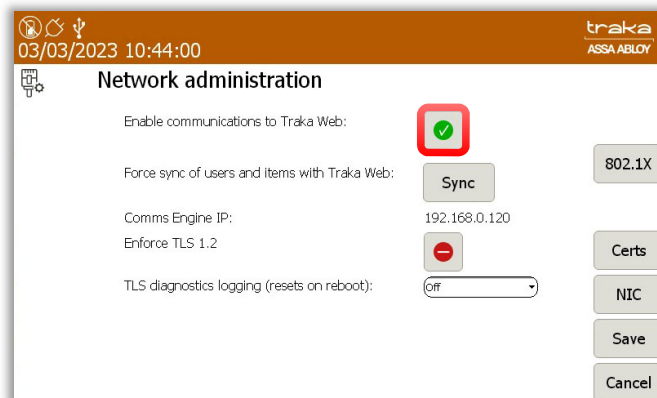 traka
03/03/2023 10:44:00
ASSA ABLOY
Network administration
Enable communications to Traka Web:
802.1X
Force sync of users and items with Traka Web:
Sync
Comms Engine IP:
192.168.0.120
Enforce TLS 1.2
Certs
TLS diagnostics logging (resets on reboot):
Off
NIC
Save
Cancel